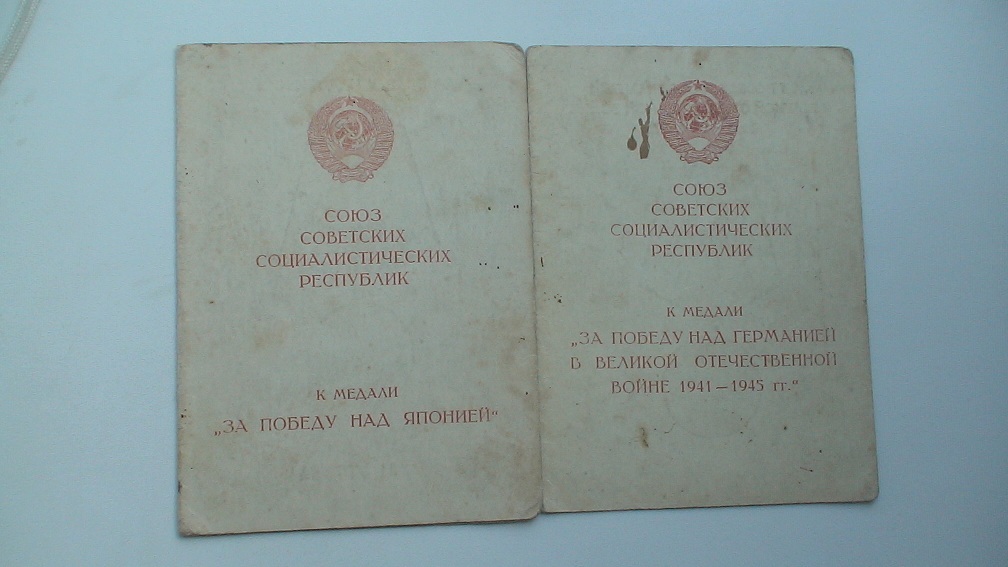 СОЮЗ
СОВЕТСКИХ
СОЦИАЛИСТИЧЕСКИХ
РЕСПУБЛИК
К МЕДАЛИ
„ЗА ПОБЕДУ НАД ЯПОНИЕЙ“
СОЮЗ
СОВЕТСКИХ
СОЦИАЛИСТИЧЕСКИХ
РЕСПУБЛИК
К МЕДАЛИ
„ЗА ПОБЕДУ НАД ГЕРМАНИЕЙ
В ВЕЛИКОЙ ОТЕЧЕСТВЕННОЙ
ВОЙНЕ 1941—1945 гг.“